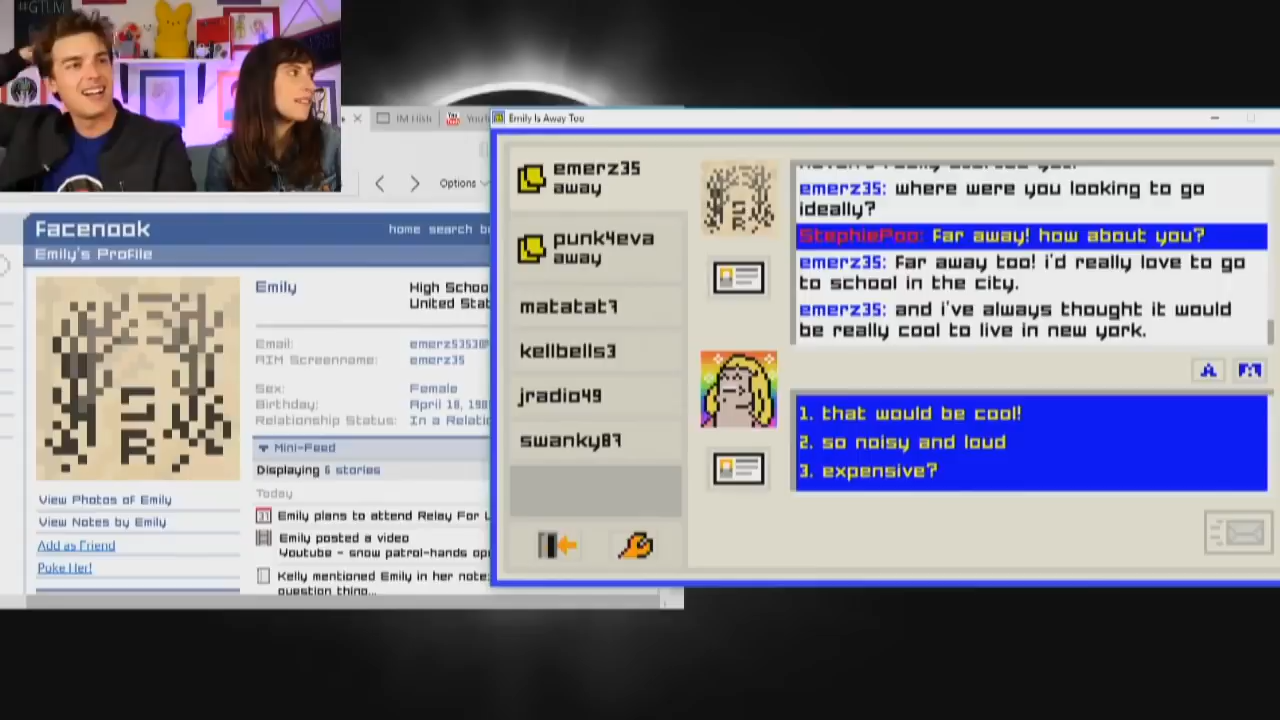 #GTLM
IM Hish
Emily Is Away Too
Options
Facenook
home search
Emily's Profile
Emily
High Schoo
United Stat
Email:
AIM Screenname: emerz35
Sex: Female
Birthday: April 18, 198
Relationship Status: In a Relatio
Mini-Feed
Displaying 6 stories
Today
Emily plans to attend Relay For L
Emily posted a video
Youtube - snow patrol-hands ope
Kelly mentioned Emily in her note:
question thing...
View Photos of Emily
View Notes by Emily
Add as Friend
Puke Her!
emerz35
away
punk4eva
away
matatat7
kellbells3
jradio49
swanky87
emerz35: where were you looking to go
ideally?
StephiePoo: far away! how about you?
emerz35: far away too! i'd really love to go
to school in the city.
emerz35: and i've always thought it would
be really cool to live in new york.
1. that would be cool!
2. so noisy and loud
3. expensive?